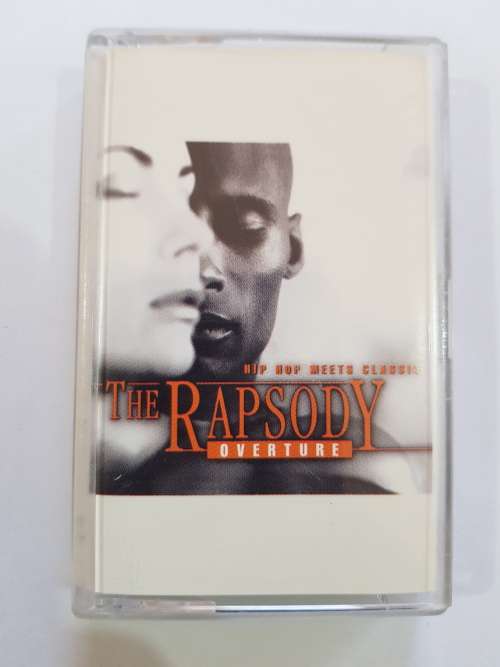 HIP HOP MEETS CLASSIC
THE RAPSODY
OVERTURE